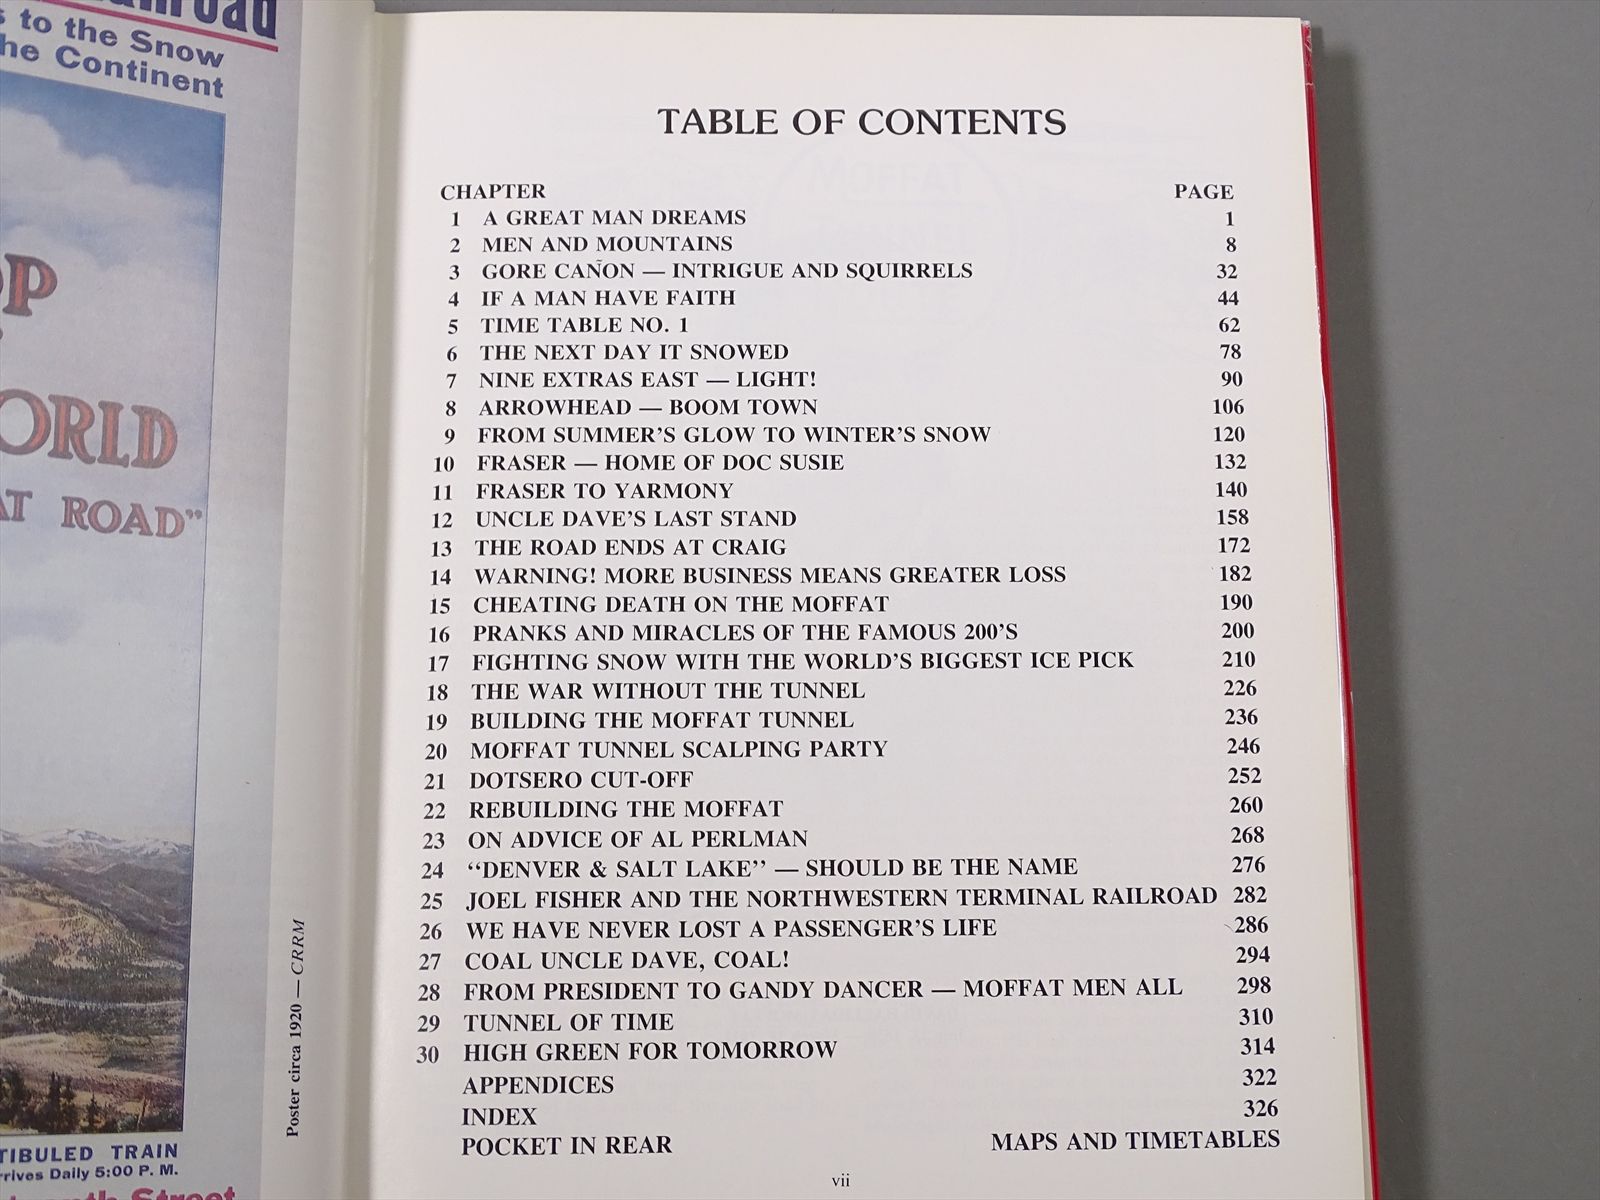 to the Snow
the Continent
ORLD
ROAD"
TRAIN
Daily 5:00 P. M.
Street
Poster circa 1920 — CRRM
TABLE OF CONTENTS
CHAPTER PAGE
1 A GREAT MAN DREAMS 1
2 MEN AND MOUNTAINS 8
3 GORE CAÑON — INTRIGUE AND SQUIRRELS 32
4 IF A MAN HAVE FAITH 44
5 TIME TABLE NO. 1 62
6 THE NEXT DAY IT SNOWED 78
7 NINE EXTRAS EAST — LIGHT! 90
8 ARROWHEAD — BOOM TOWN 106
9 FROM SUMMER'S GLOW TO WINTER'S SNOW 120
10 FRASER — HOME OF DOC SUSIE 132
11 FRASER TO YARMONY 140
12 UNCLE DAVE'S LAST STAND 158
13 THE ROAD ENDS AT CRAIG 172
14 WARNING! MORE BUSINESS MEANS GREATER LOSS 182
15 CHEATING DEATH ON THE MOFFAT 190
16 PRANKS AND MIRACLES OF THE FAMOUS 200'S 200
17 FIGHTING SNOW WITH THE WORLD'S BIGGEST ICE PICK 210
18 THE WAR WITHOUT THE TUNNEL 226
19 BUILDING THE MOFFAT TUNNEL 236
20 MOFFAT TUNNEL SCALPING PARTY 246
21 DOTSERO CUT-OFF 252
22 REBUILDING THE MOFFAT 260
23 ON ADVICE OF AL PERLMAN 268
24 "DENVER & SALT LAKE" — SHOULD BE THE NAME 276
25 JOEL FISHER AND THE NORTHWESTERN TERMINAL RAILROAD 282
26 WE HAVE NEVER LOST A PASSENGER'S LIFE 286
27 COAL UNCLE DAVE, COAL! 294
28 FROM PRESIDENT TO GANDY DANCER — MOFFAT MEN ALL 298
29 TUNNEL OF TIME 310
30 HIGH GREEN FOR TOMORROW 314
APPENDICES 322
INDEX 326
POCKET IN REAR MAPS AND TIMETABLES
vii